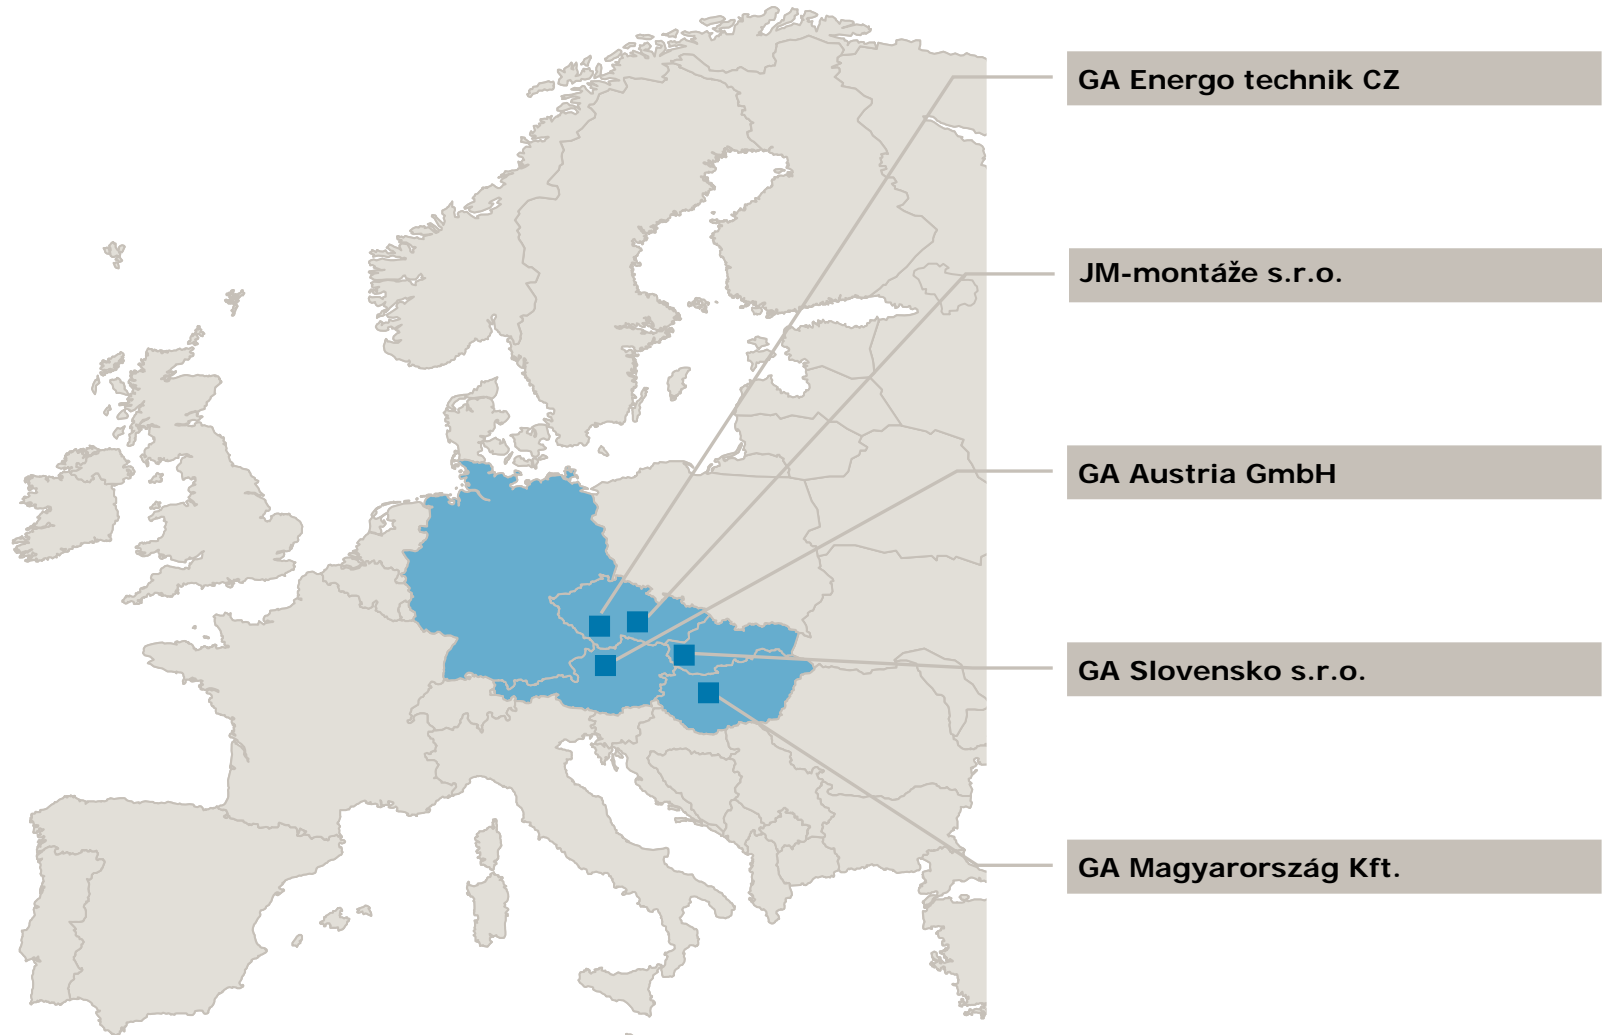 GA Energo technik CZ
JM-montáže s.r.o.
GA Austria GmbH
GA Slovensko s.r.o.
GA Magyarország Kft.